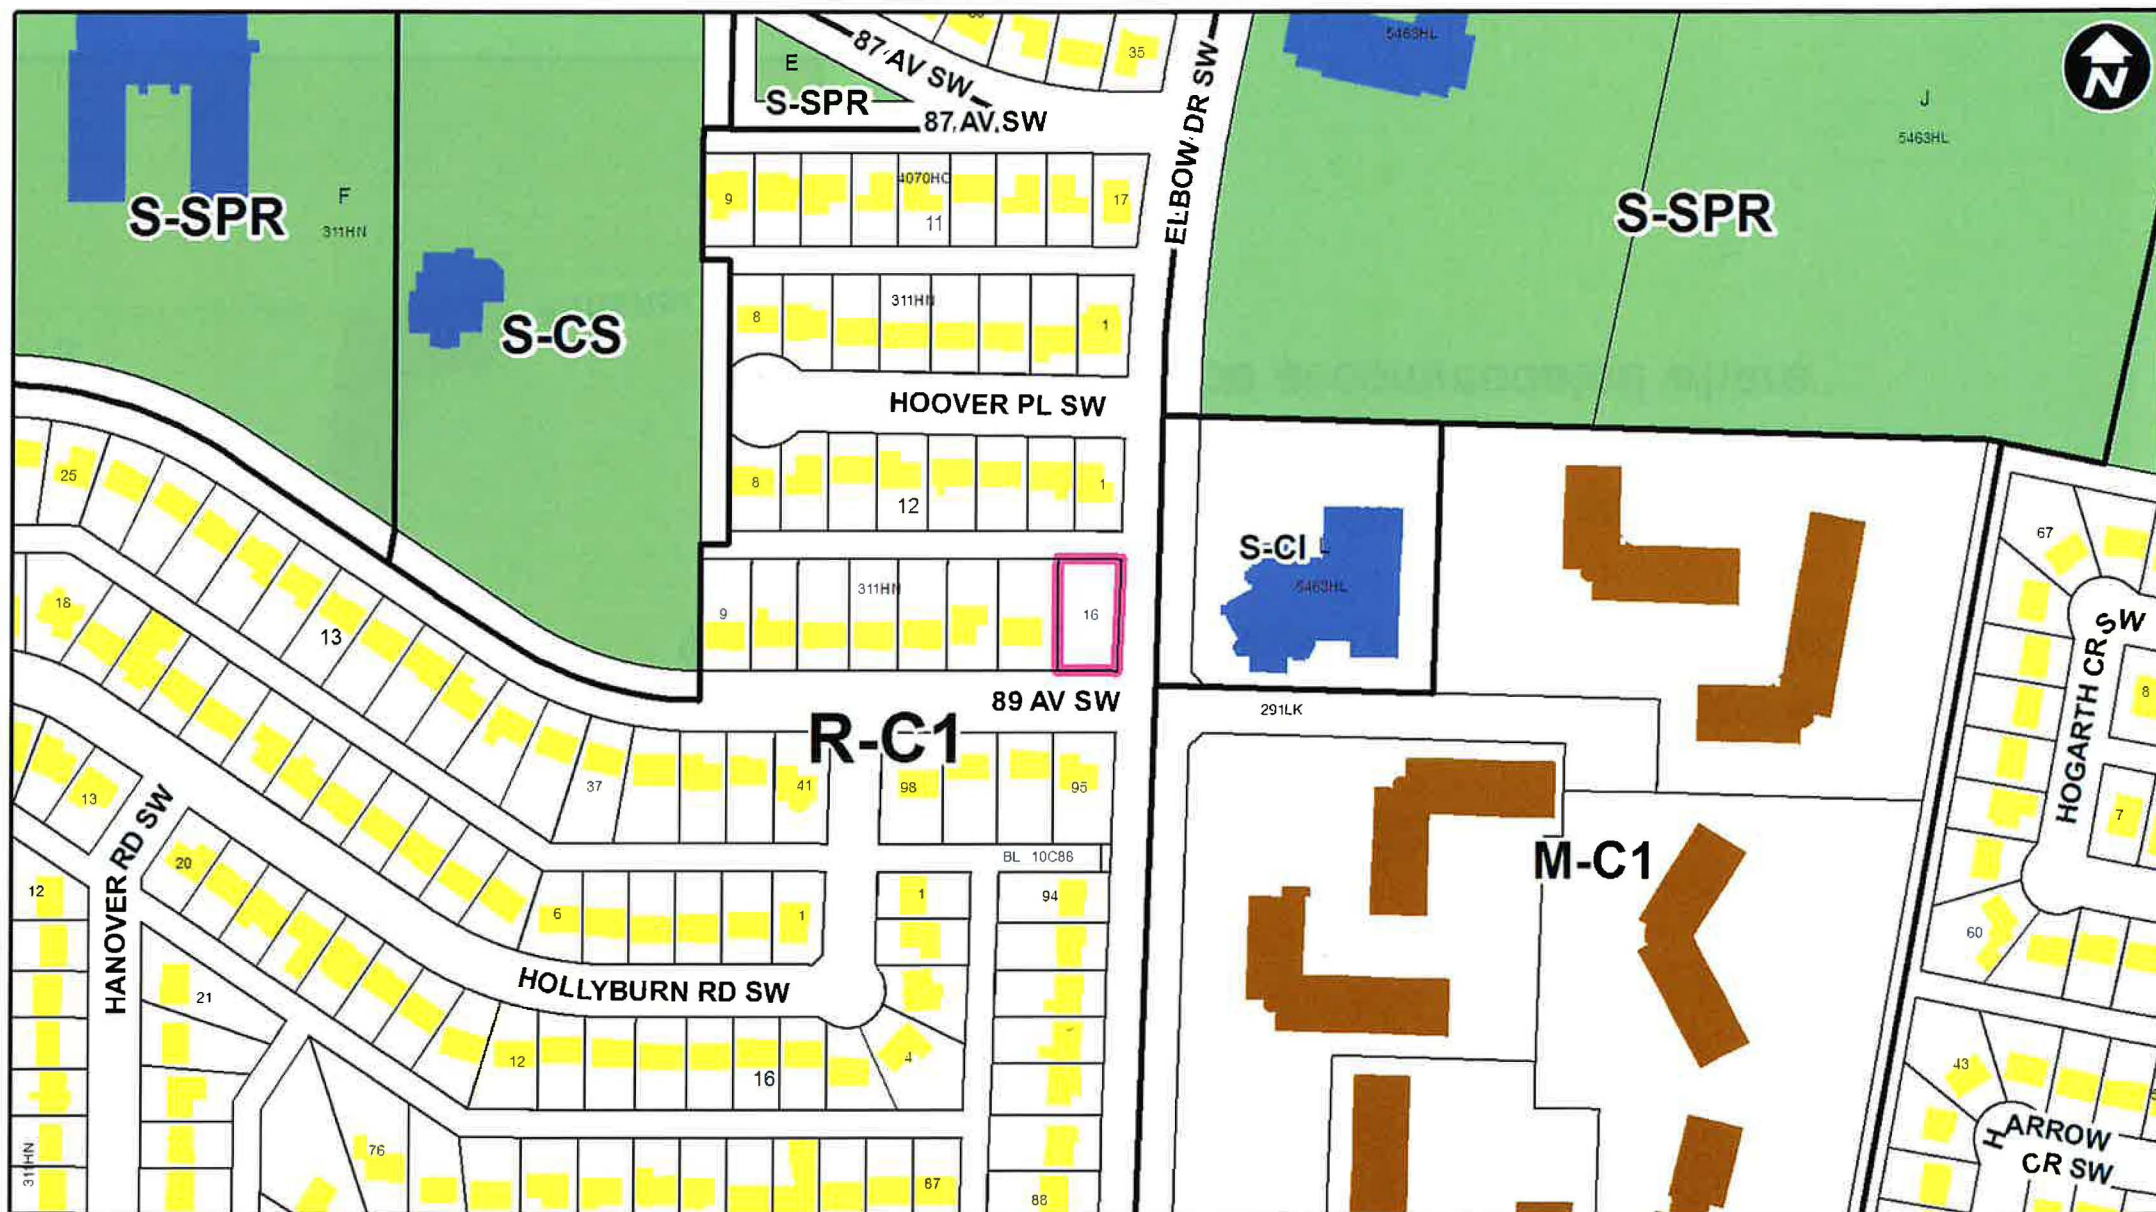 87 AV SW
35
E
S-SPR
87 AV SW
ELBOW DR SW
5463HL
J
5463HL
N
S-SPR
F
311HN
S-SPR
9
4070HC
11
17
S-CS
8
311HN
1
HOOVER PL SW
25
8
12
1
S-CI
L
5463HL
67
18
13
9
311HN
16
HOGARTH CR SW
8
89 AV SW
291LK
R-C1
13
37
41
98
95
7
HANOVER RD SW
20
BL 10C86
M-C1
12
6
1
1
94
60
21
HOLLYBURN RD SW
12
16
4
43
HARROW
CR SW
311HN
76
87
88